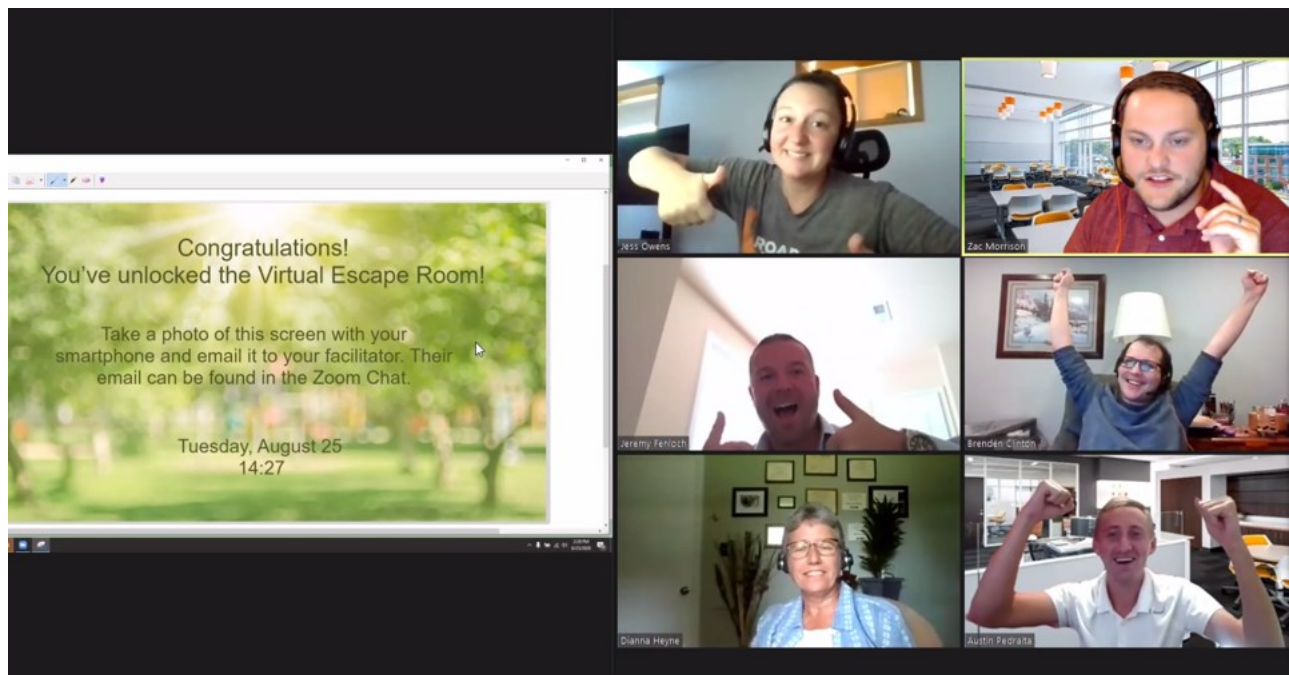 Congratulations!
You've unlocked the Virtual Escape Room!
Take a photo of this screen with your
smartphone and email it to your facilitator. Their
email can be found in the Zoom Chat.
Tuesday, August 25
14:27
Jess Owens
Zac Morrison
ROAD
Jeremy Fehloch
Brenden Clinton
Dianna Heyne
Austin Pedraita